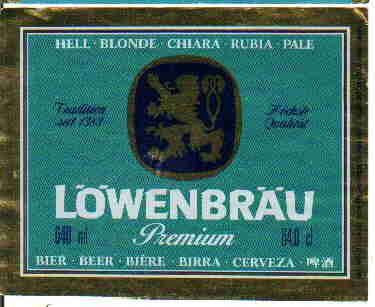 HELL · BLONDE · CHIARA · RUBIA · PALE
Tradition
seit 1383
Höchste
Qualität
LÖWENBRÄU
640 ml
Premium
64.0 cl
BIER · BEER · BIÈRE · BIRRA · CERVEZA · 啤酒